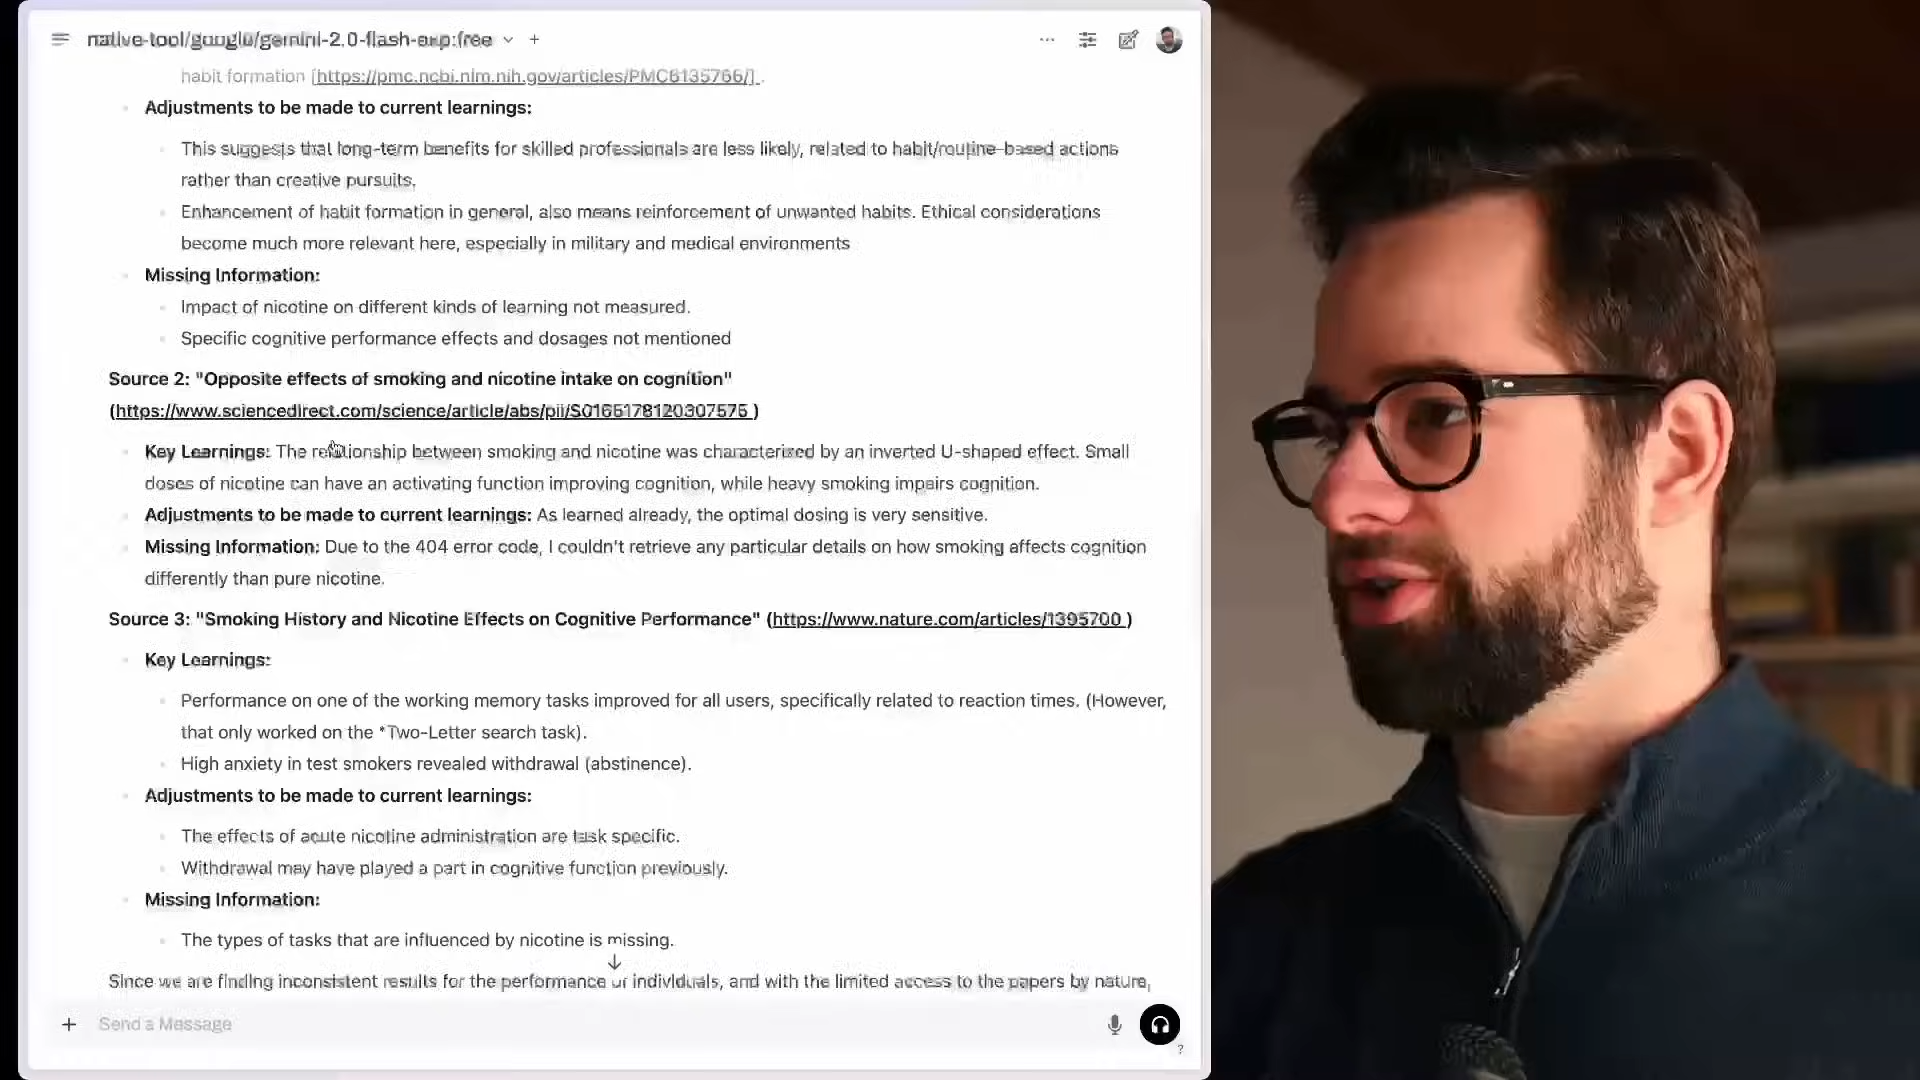 native-tool/google/gemini-2.0-flash-exp:free
habit formation [https://pmc.ncbi.nlm.nih.gov/articles/PMC6135766/] .
Adjustments to be made to current learnings:
This suggests that long-term benefits for skilled professionals are less likely, related to habit/routine-based actions
rather than creative pursuits.
Enhancement of habit formation in general, also means reinforcement of unwanted habits. Ethical considerations
become much more relevant here, especially in military and medical environments
Missing Information:
Impact of nicotine on different kinds of learning not measured.
Specific cognitive performance effects and dosages not mentioned
Source 2: "Opposite effects of smoking and nicotine intake on cognition"
(https://www.sciencedirect.com/science/article/abs/pii/S0165178120307575 )
Key Learnings: The relationship between smoking and nicotine was characterised by an inverted U-shaped effect. Small
doses of nicotine can have an activating function improving cognition, while heavy smoking impairs cognition.
Adjustments to be made to current learnings: As learned already, the optimal dosing is very sensitive.
Missing Information: Due to the 404 error code, I couldn't retrieve any particular details on how smoking affects cognition
differently than pure nicotine.
Source 3: "Smoking History and Nicotine Effects on Cognitive Performance" (https://www.nature.com/articles/1395700 )
Key Learnings:
Performance on one of the working memory tasks improved for all users, specifically related to reaction times. (However,
that only worked on the *Two-Letter search task).
High anxiety in test smokers revealed withdrawal (abstinence).
Adjustments to be made to current learnings:
The effects of acute nicotine administration are task specific.
Withdrawal may have played a part in cognitive function previously.
Missing Information:
The types of tasks that are influenced by nicotine is missing.
Since we are finding inconsistent results for the performance of individuals, and with the limited access to the papers by nature,
Send a Message
?